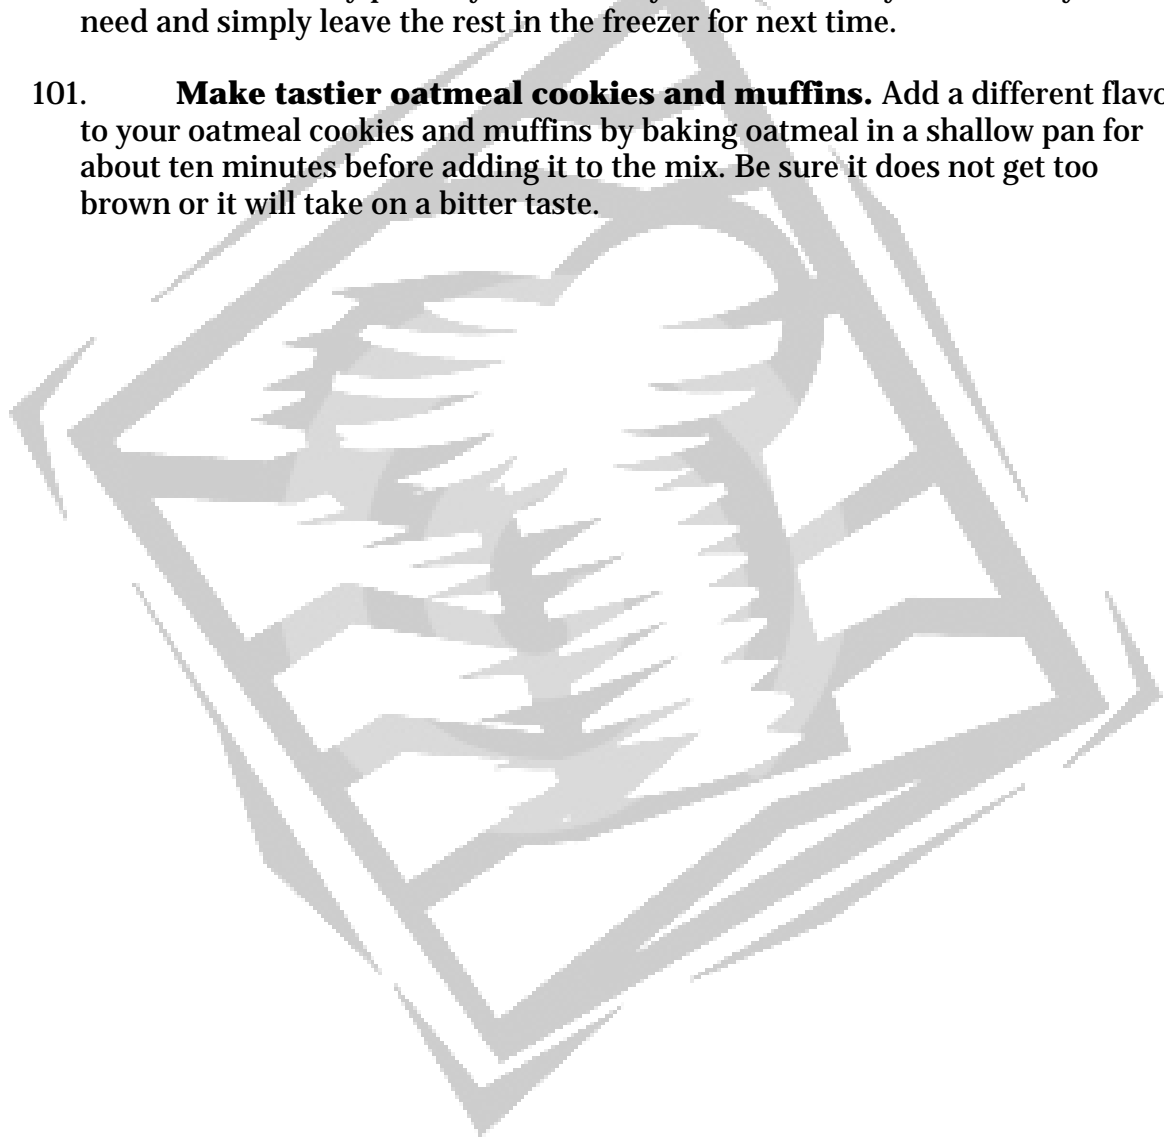 need and simply leave the rest in the freezer for next time.
101. Make tastier oatmeal cookies and muffins. Add a different flavo
to your oatmeal cookies and muffins by baking oatmeal in a shallow pan for
about ten minutes before adding it to the mix. Be sure it does not get too
brown or it will take on a bitter taste.